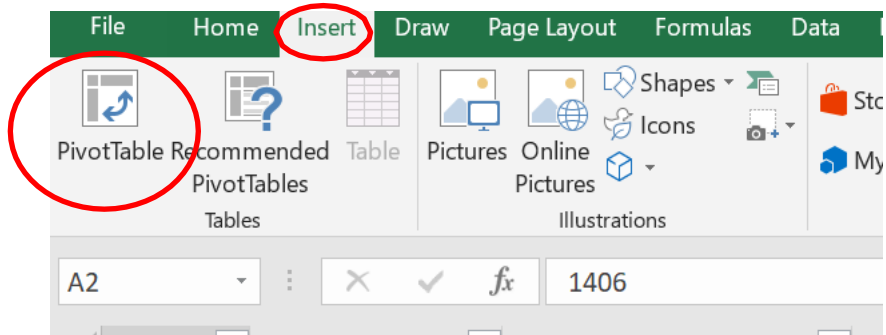 File Home Insert Draw Page Layout Formulas Data
Shapes
Icons
PivotTable Recommended PivotTables Table Pictures Online Pictures
Tables Illustrations
A2 fx 1406